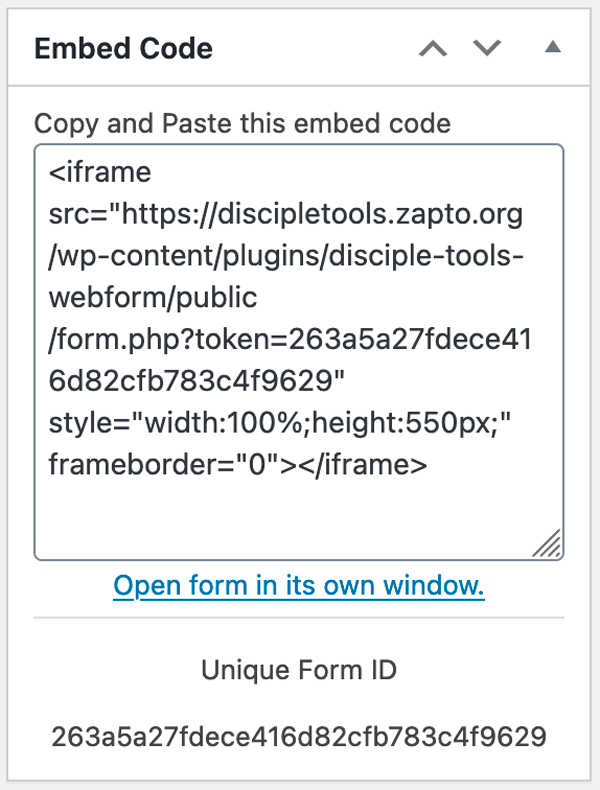 Embed Code
Copy and Paste this embed code
<iframe
src="https://discipletools.zapto.org
/wp-content/plugins/disciple-tools-
webform/public
/form.php?token=263a5a27fdece41
6d82cfb783c4f9629"
style="width:100%;height:550px;"
frameborder="0"></iframe>
Open form in its own window.
Unique Form ID
263a5a27fdece416d82cfb783c4f9629